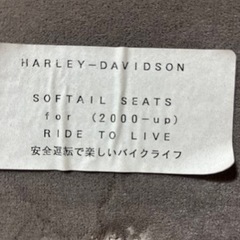 HARLEY-DAVIDSON
SOFTAIL SEATS
for (2000-up)
RIDE TO LIVE
安全運転で楽しいバイクライフ